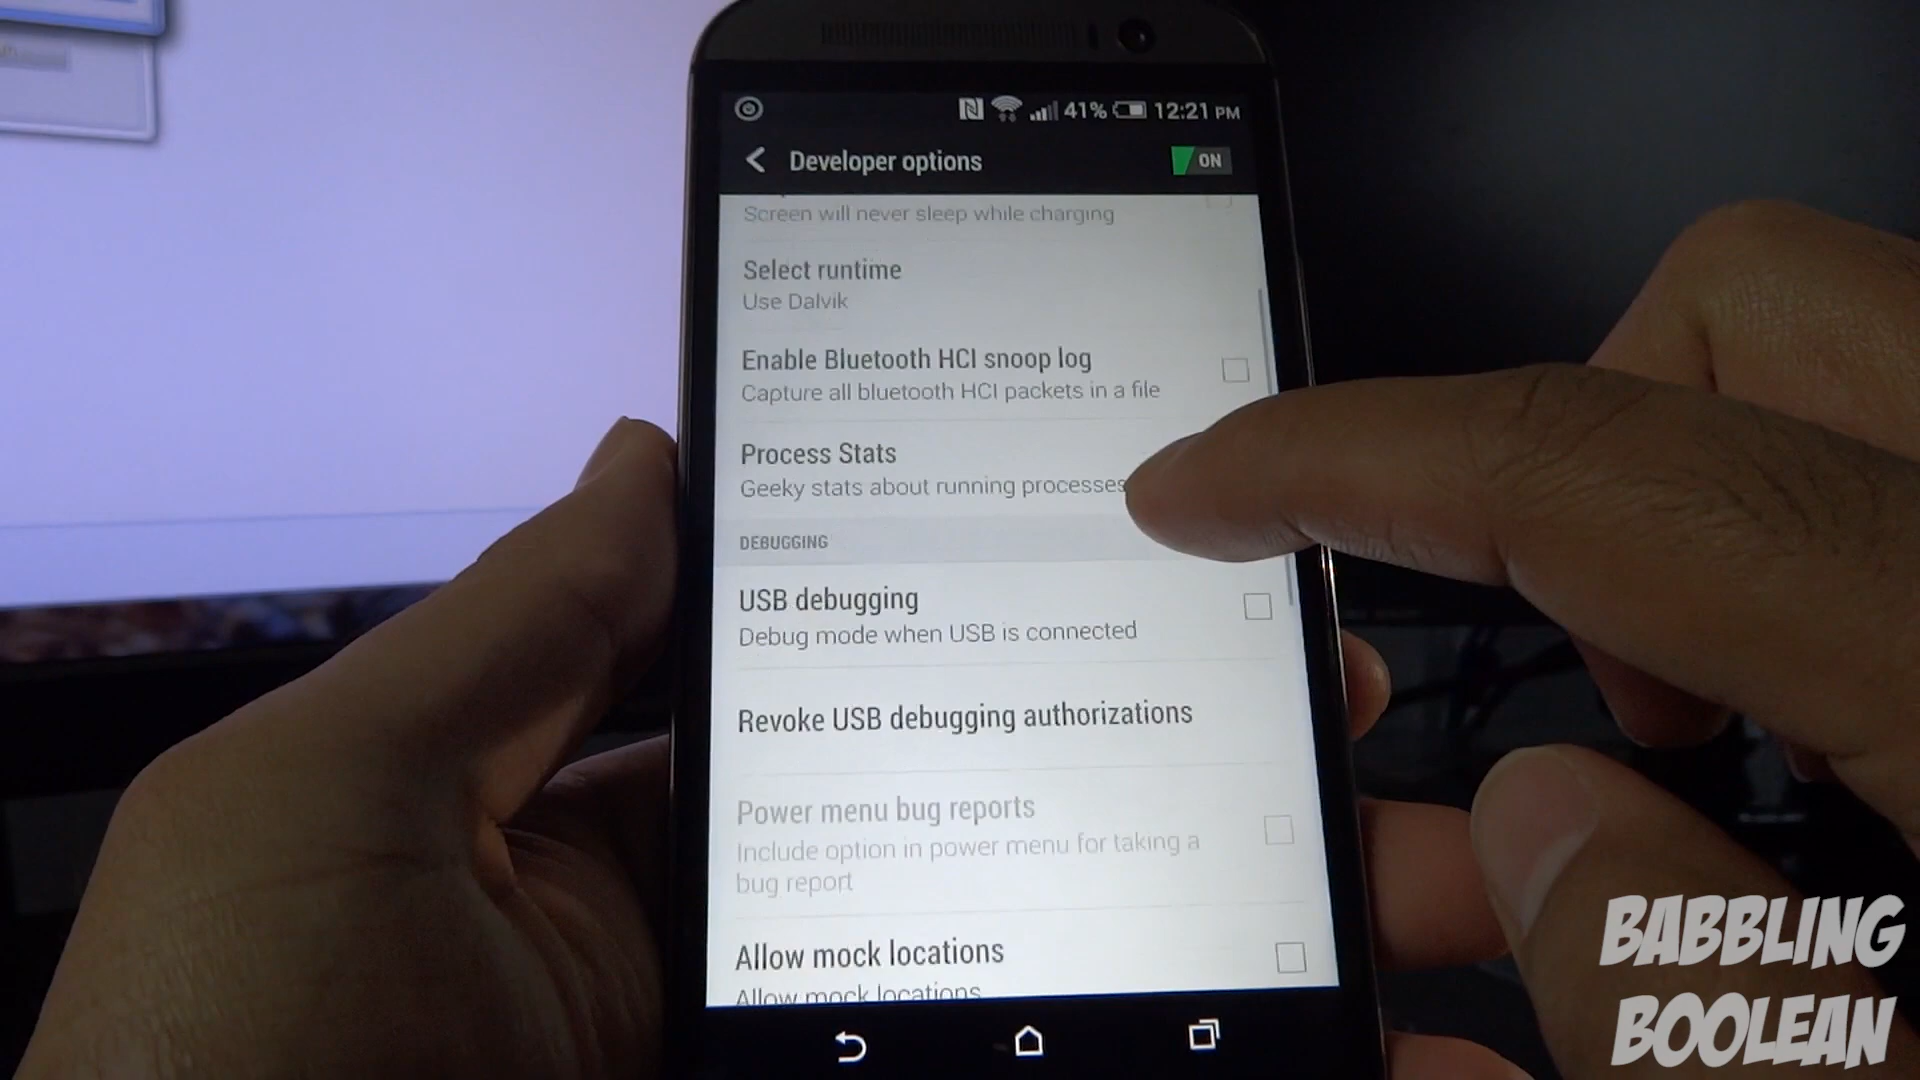 41% 12:21 PM
Developer options ON
Screen will never sleep while charging
Select runtime
Use Dalvik
Enable Bluetooth HCI snoop log
Capture all bluetooth HCI packets in a file
Process Stats
Geeky stats about running processes
DEBUGGING
USB debugging
Debug mode when USB is connected
Revoke USB debugging authorizations
Power menu bug reports
Include option in power menu for taking a
bug report
Allow mock locations
Allow mock locations
BABBLING
BOOLEAN